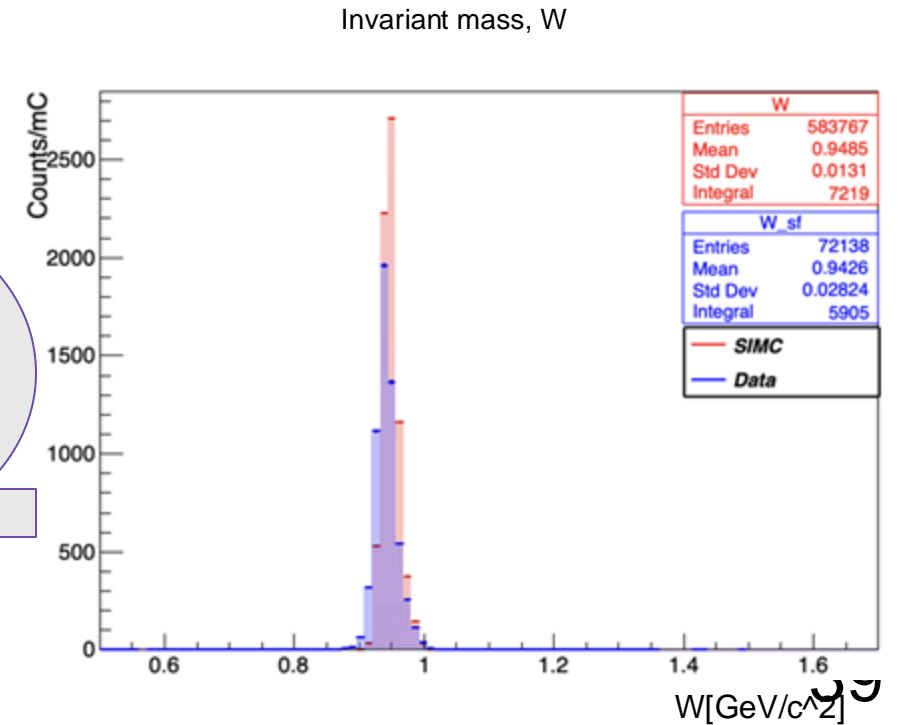 Invariant mass, W
Counts/mC
2500
2000
1500
1000
500
0
0.6 0.8 1 1.2 1.4 1.6
W
Entries 583767
Mean 0.9485
Std Dev 0.0131
Integral 7219
W_sf
Entries 72138
Mean 0.9426
Std Dev 0.02824
Integral 5905
SIMC
Data
W[GeV/c^2]